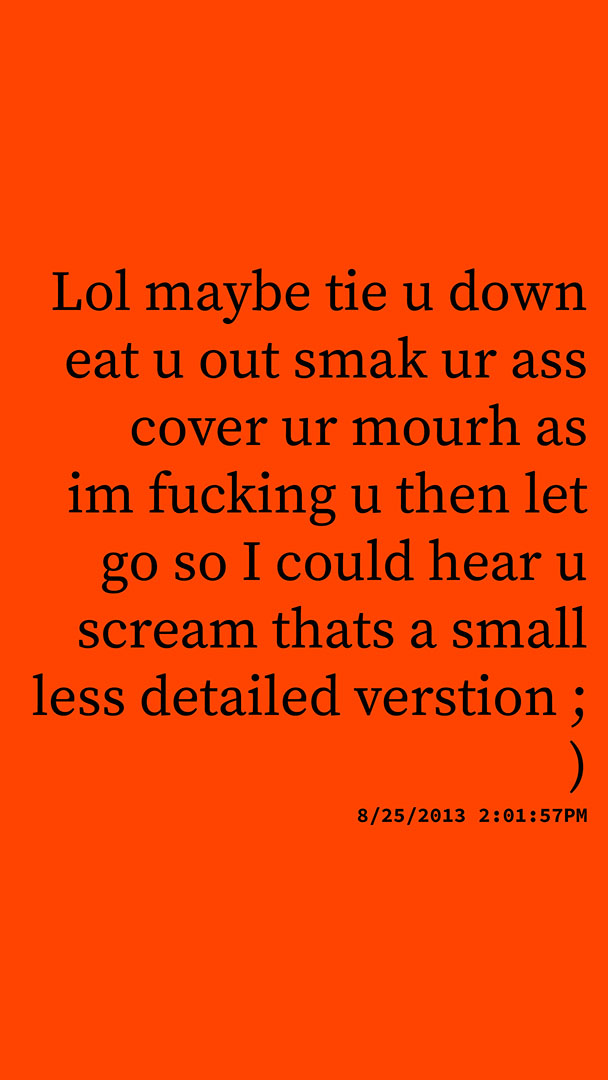 Lol maybe tie u down
eat u out smak ur ass
cover ur mourh as
im fucking u then let
go so I could hear u
scream thats a small
less detailed verstion ;
)
8/25/2013 2:01:57PM